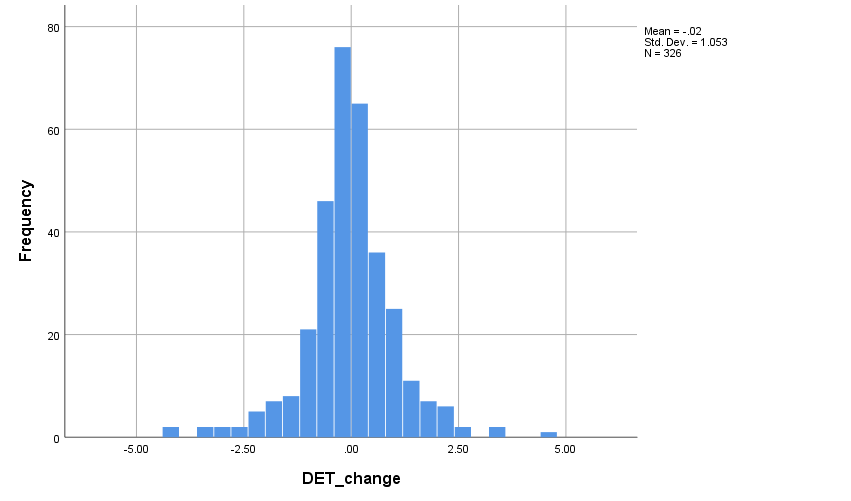 80
60
40
20
0
Frequency
-5.00
-2.50
.00
2.50
5.00
DET_change
Mean = -.02
Std. Dev. = 1.053
N = 326